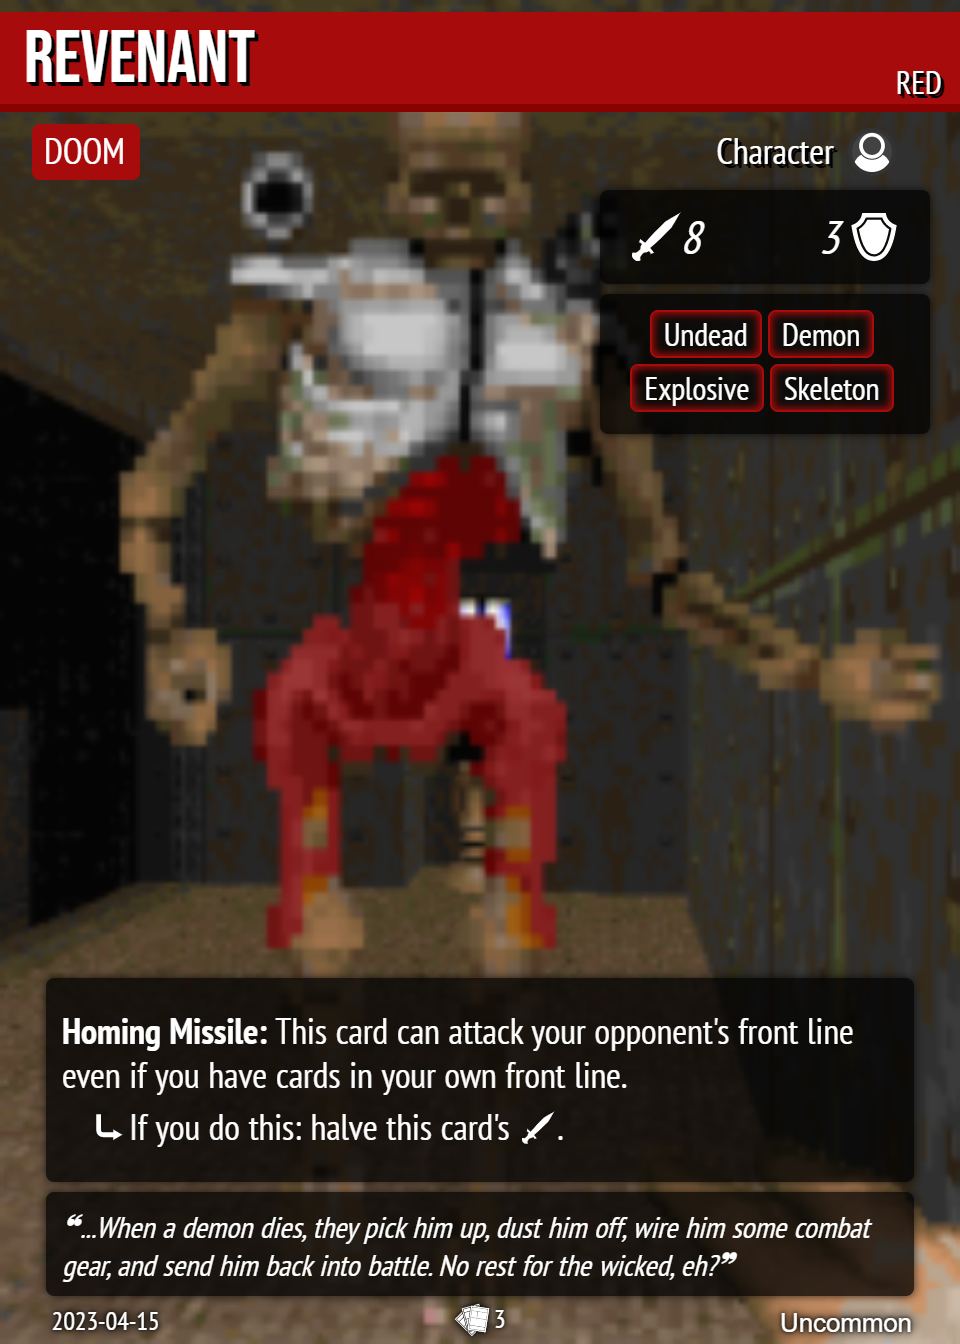 REVENANT
RED
DOOM
Character
8 3
Undead Demon
Explosive Skeleton
Homing Missile: This card can attack your opponent's front line
even if you have cards in your own front line.
If you do this: halve this card's .
“...When a demon dies, they pick him up, dust him off, wire him some combat
gear, and send him back into battle. No rest for the wicked, eh?”
2023-04-15
3
Uncommon